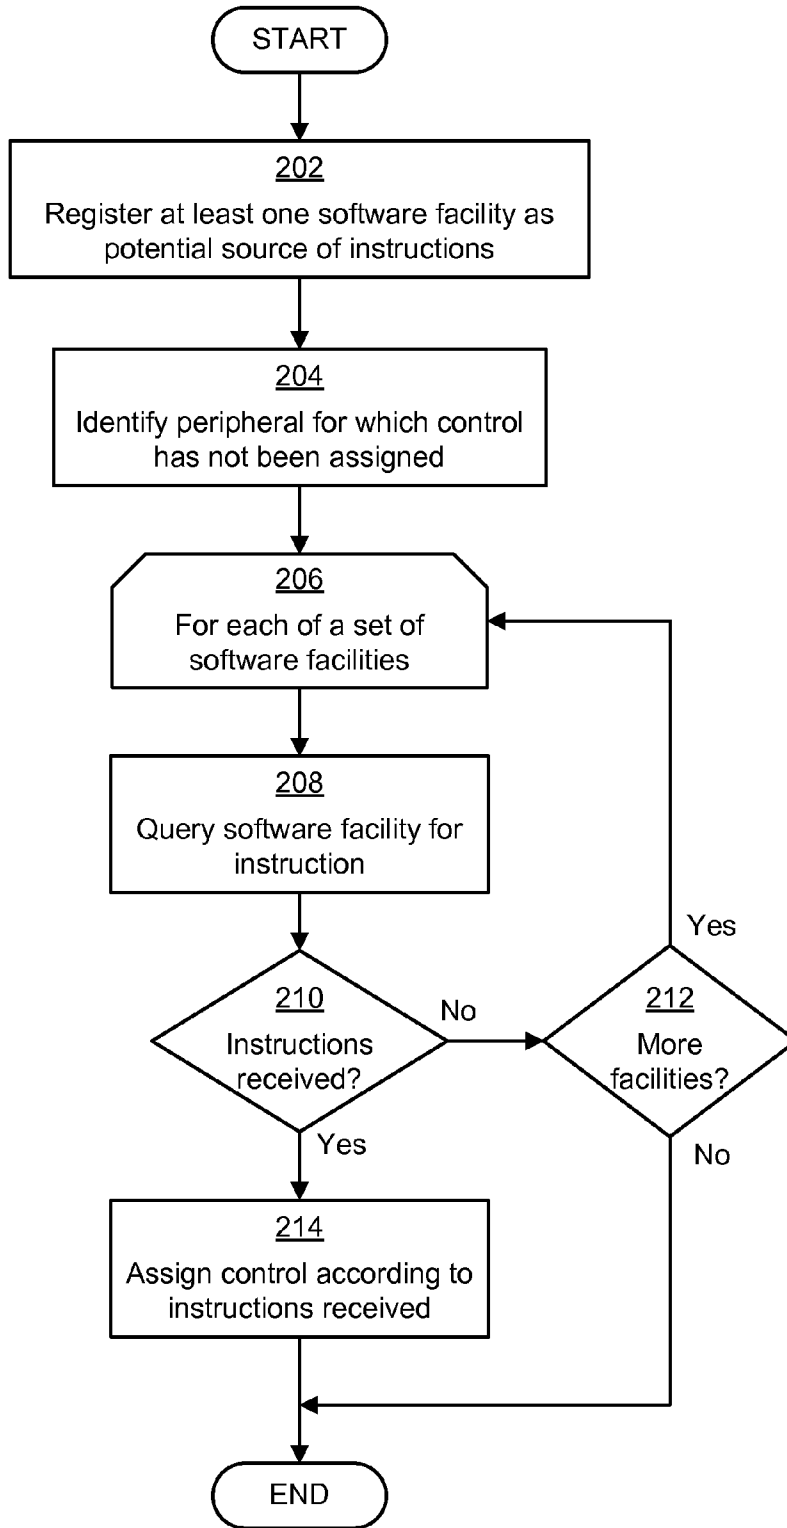 START
202
Register at least one software facility as
potential source of instructions
204
Identify peripheral for which control
has not been assigned
206
For each of a set of
software facilities
208
Query software facility for
instruction
210
Instructions
received?
No
Yes
212
More
facilities?
Yes
No
214
Assign control according to
instructions received
END